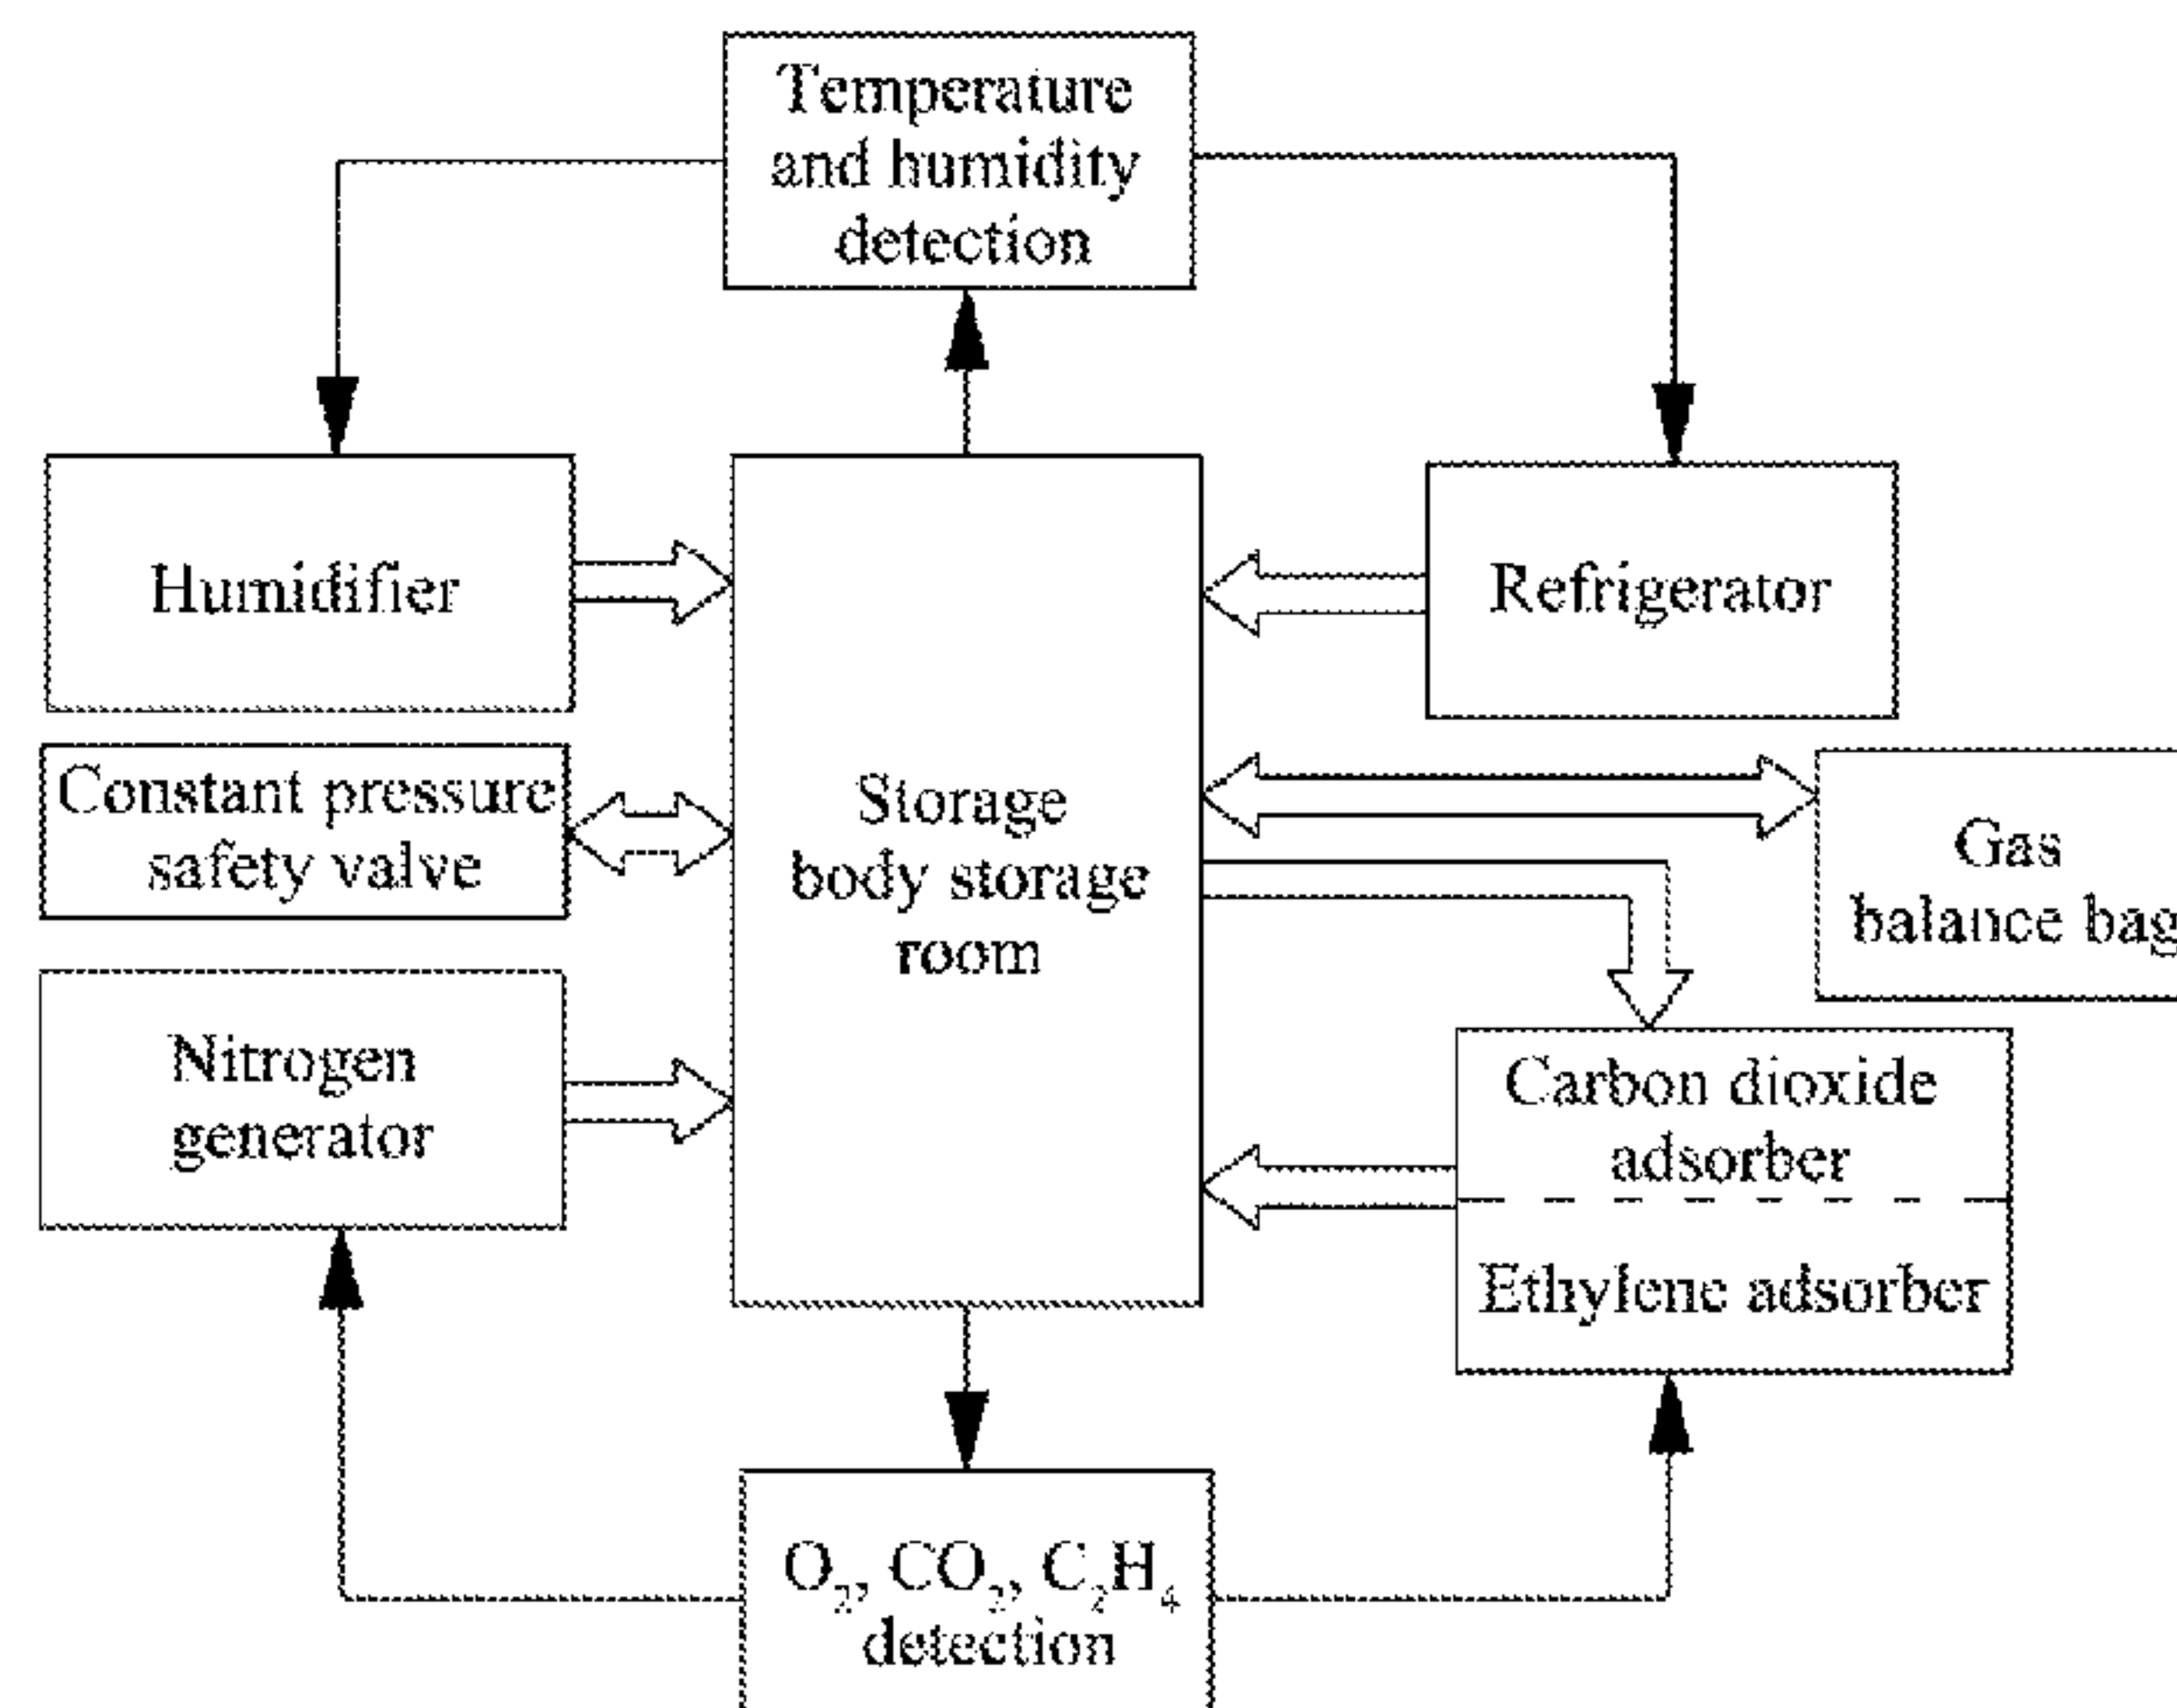 Temperature
and humidity
detection
Humidifier
Refrigerator
Constant pressure
safety valve
Storage
body storage
room
Gas
balance bag
Nitrogen
generator
Carbon dioxide
adsorber
Ethylene adsorber
O₂, CO₂, C₂H₄
detection